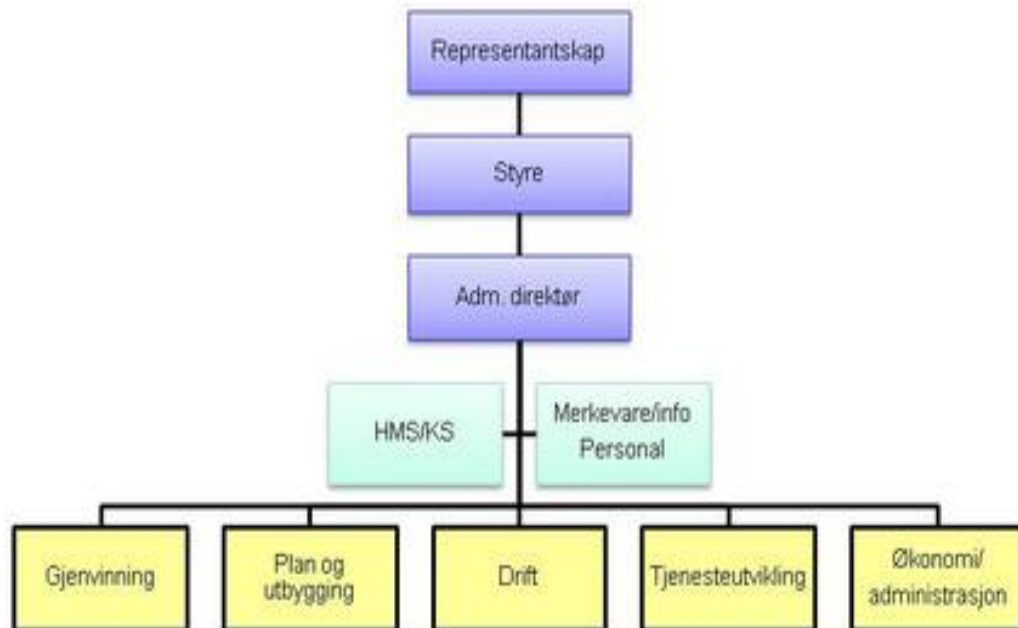 Representantskap
Styre
Adm. direktør
HMS/KS
Merkevare/info
Personal
Gjenvinning
Plan og
utbygging
Drift
Tjenesteutvikling
Økonomi/
administrasjon